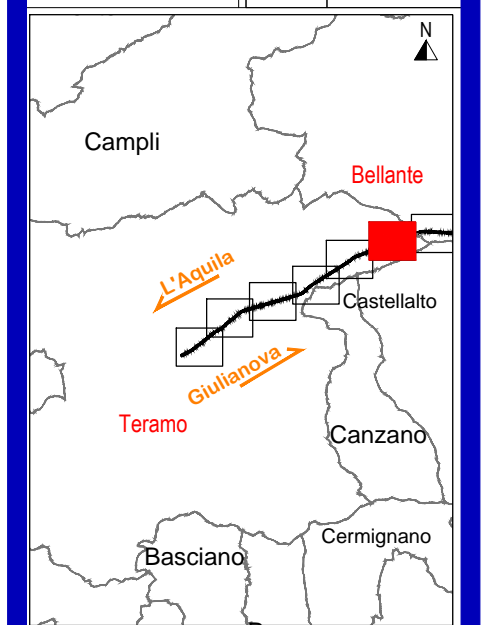 N
Campli
Bellante
L'Aquila
Castellalto
Giulianova
Teramo
Canzano
Cermignano
Basciano